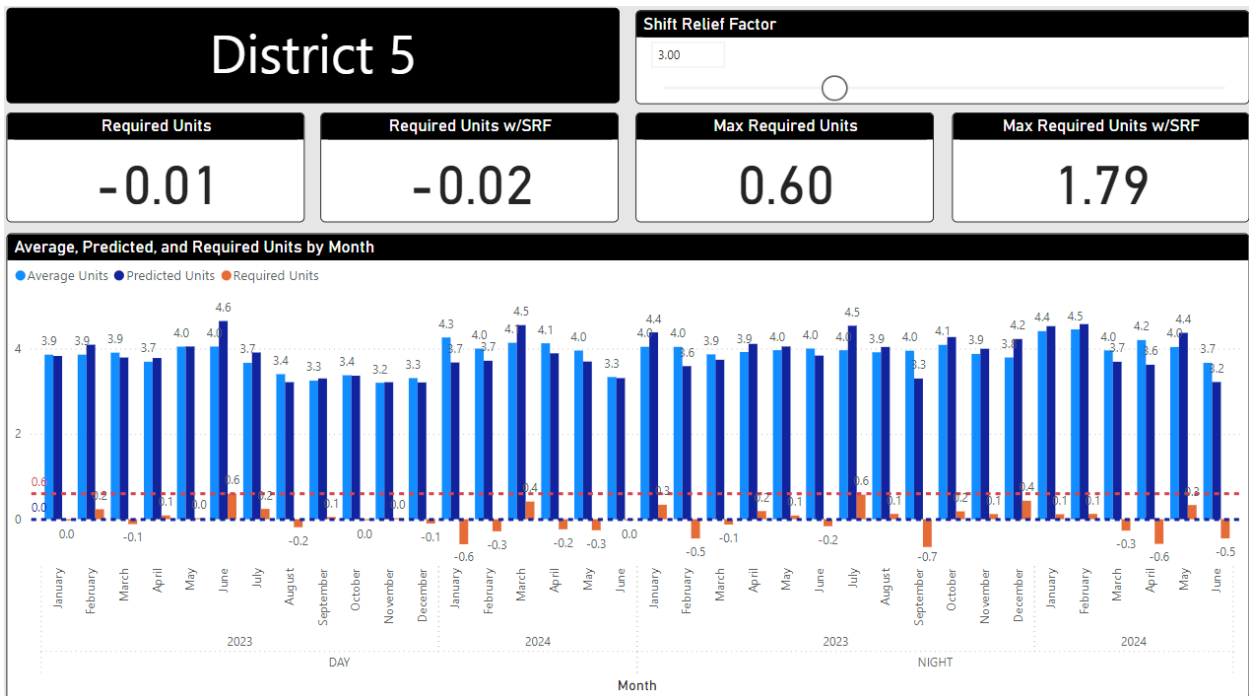 District 5
Shift Relief Factor
3.00
Required Units
-0.01
Required Units w/SRF
-0.02
Max Required Units
0.60
Max Required Units w/SRF
1.79
Average, Predicted, and Required Units by Month
Average Units Predicted Units Required Units
4
2
0
0.6
0.0
3.9 3.9 3.9 3.7 4.0 4.0 4.6 3.7 3.4 3.3 3.4 3.2 3.3 4.3 3.7 4.0 3.7 4.1 4.5 4.1 4.0 3.3 4.0 4.4 4.0 3.6 3.9 3.9 4.0 4.0 4.0 4.5 3.9 4.0 3.3 4.1 3.9 3.8 4.2 4.4 4.5 4.0 3.7 4.2 3.6 4.0 4.4 3.7 3.2
0.0 0.2 -0.1 0.1 0.0 0.6 0.2 -0.2 0.1 0.0 0.0 -0.1 -0.6 -0.3 0.4 -0.2 -0.3 0.0 0.3 -0.5 -0.1 0.2 0.1 -0.2 0.6 0.1 -0.7 0.2 0.1 0.4 0.1 0.1 -0.3 -0.6 0.3 -0.5
January February March April May June July August September October November December January February March April May June January February March April May June July August September October November December January February March April May June
2023 2024 2023 2024
DAY NIGHT
Month